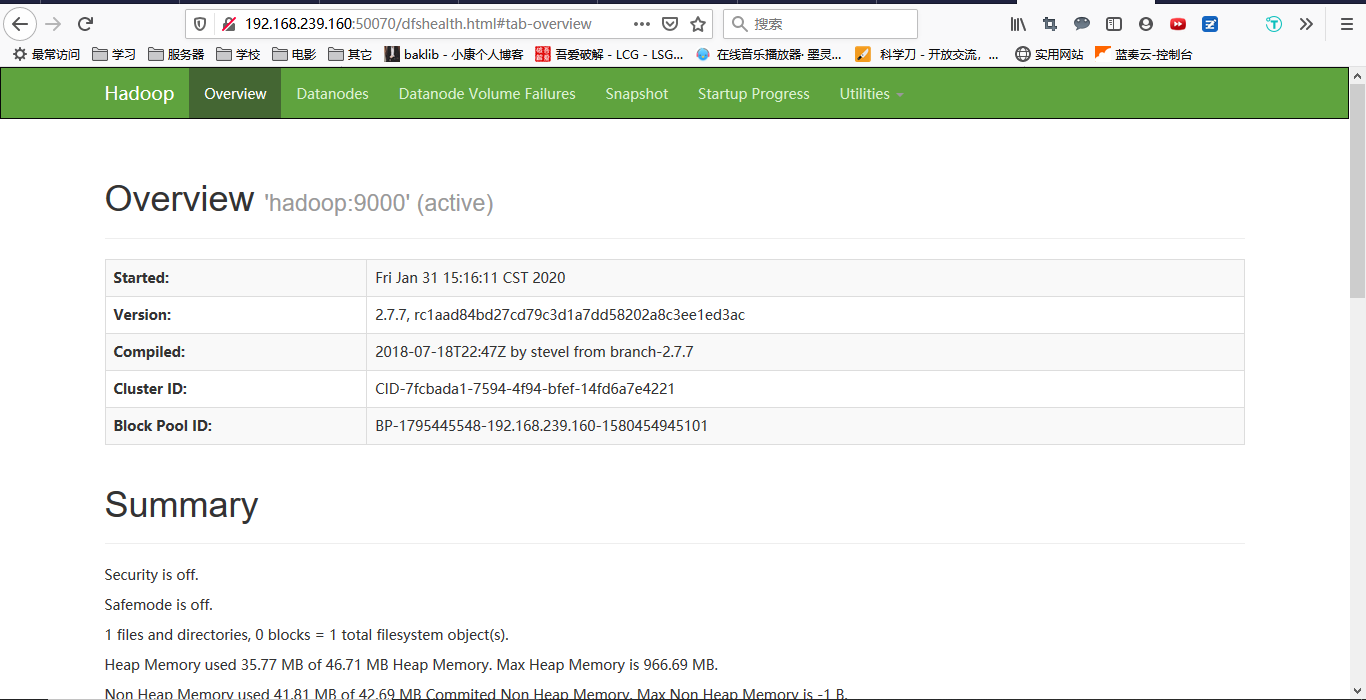 192.168.239.160:50070/dfshealth.html#tab-overview
搜索
最常访问 学习 服务器 学校 电影 其它 baklib - 小康个人博客 吾爱破解 - LCG - LSG... 在线音乐播放器· 墨灵... 科学刀 - 开放交流，... 实用网站 蓝奏云-控制台
Hadoop Overview Datanodes Datanode Volume Failures Snapshot Startup Progress Utilities
Overview 'hadoop:9000' (active)
Started: Fri Jan 31 15:16:11 CST 2020
Version: 2.7.7, rc1aad84bd27cd79c3d1a7dd58202a8c3ee1ed3ac
Compiled: 2018-07-18T22:47Z by stevel from branch-2.7.7
Cluster ID: CID-7fcbada1-7594-4f94-bfef-14fd6a7e4221
Block Pool ID: BP-1795445548-192.168.239.160-1580454945101
Summary
Security is off.
Safemode is off.
1 files and directories, 0 blocks = 1 total filesystem object(s).
Heap Memory used 35.77 MB of 46.71 MB Heap Memory. Max Heap Memory is 966.69 MB.
Non Heap Memory used 41.81 MB of 42.69 MB Commited Non Heap Memory. Max Non Heap Memory is -1 B.